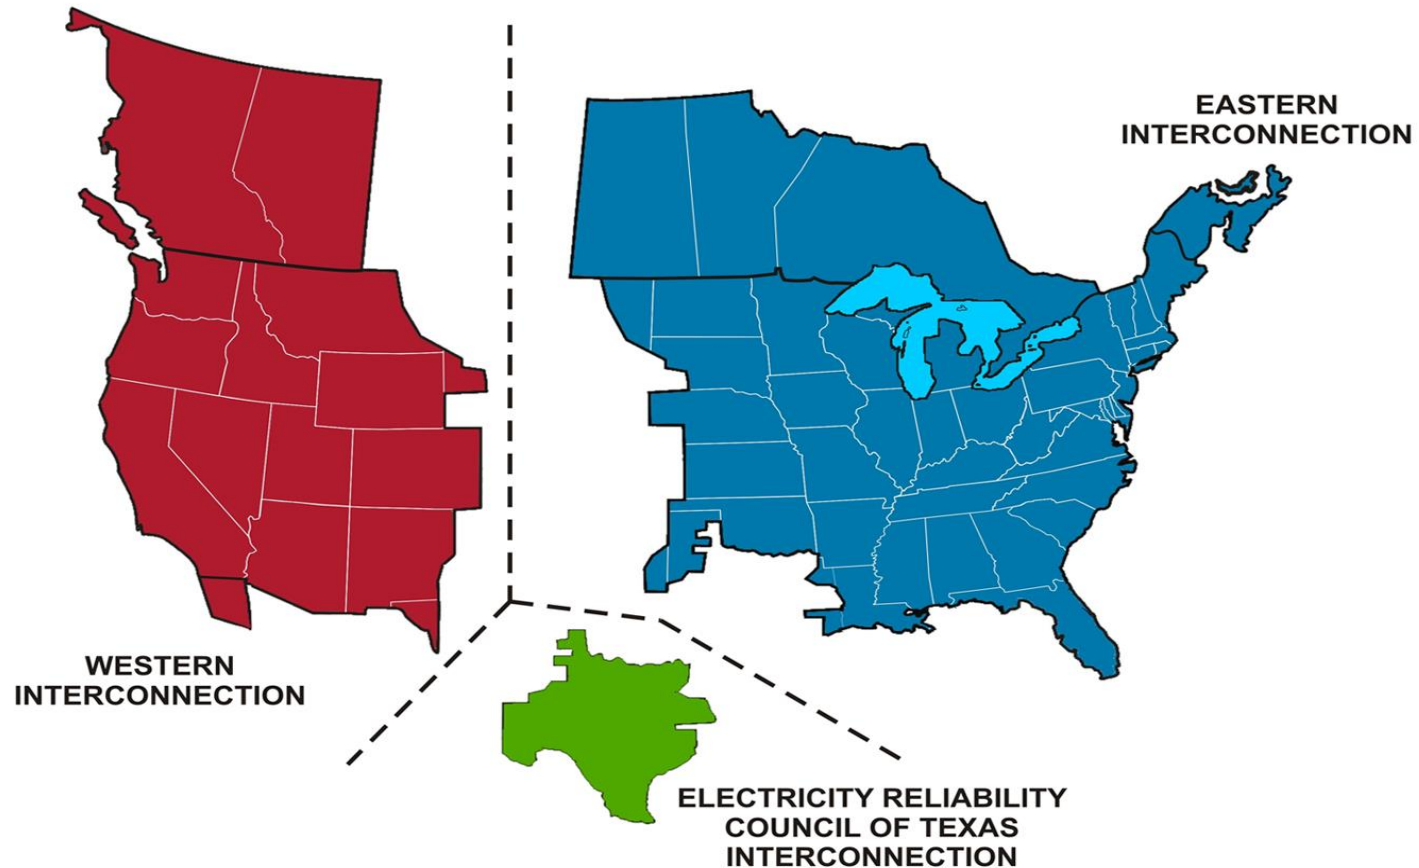 EASTERN
INTERCONNECTION
WESTERN
INTERCONNECTION
ELECTRICITY RELIABILITY
COUNCIL OF TEXAS
INTERCONNECTION